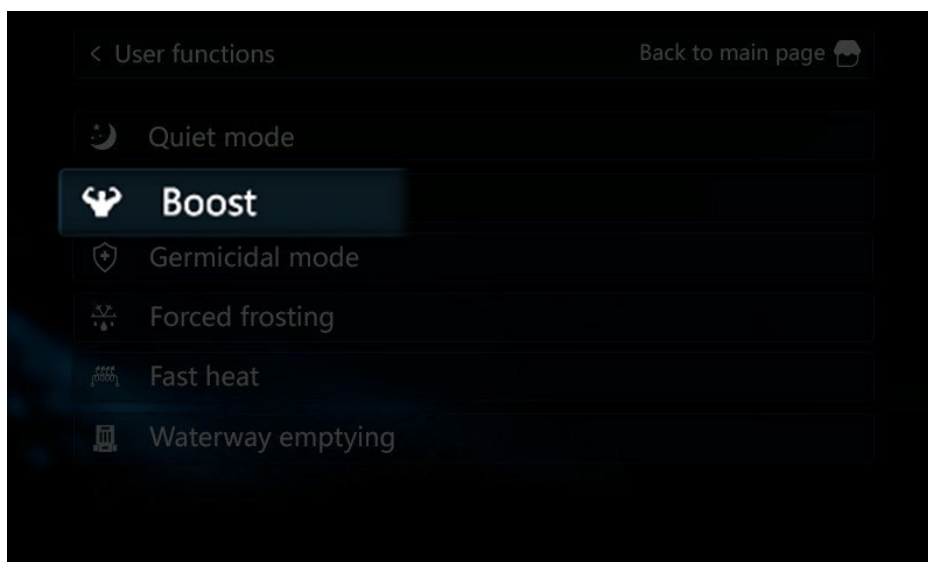 User functions
Back to main page
Quiet mode
Boost
Germicidal mode
Forced frosting
Fast heat
Waterway emptying